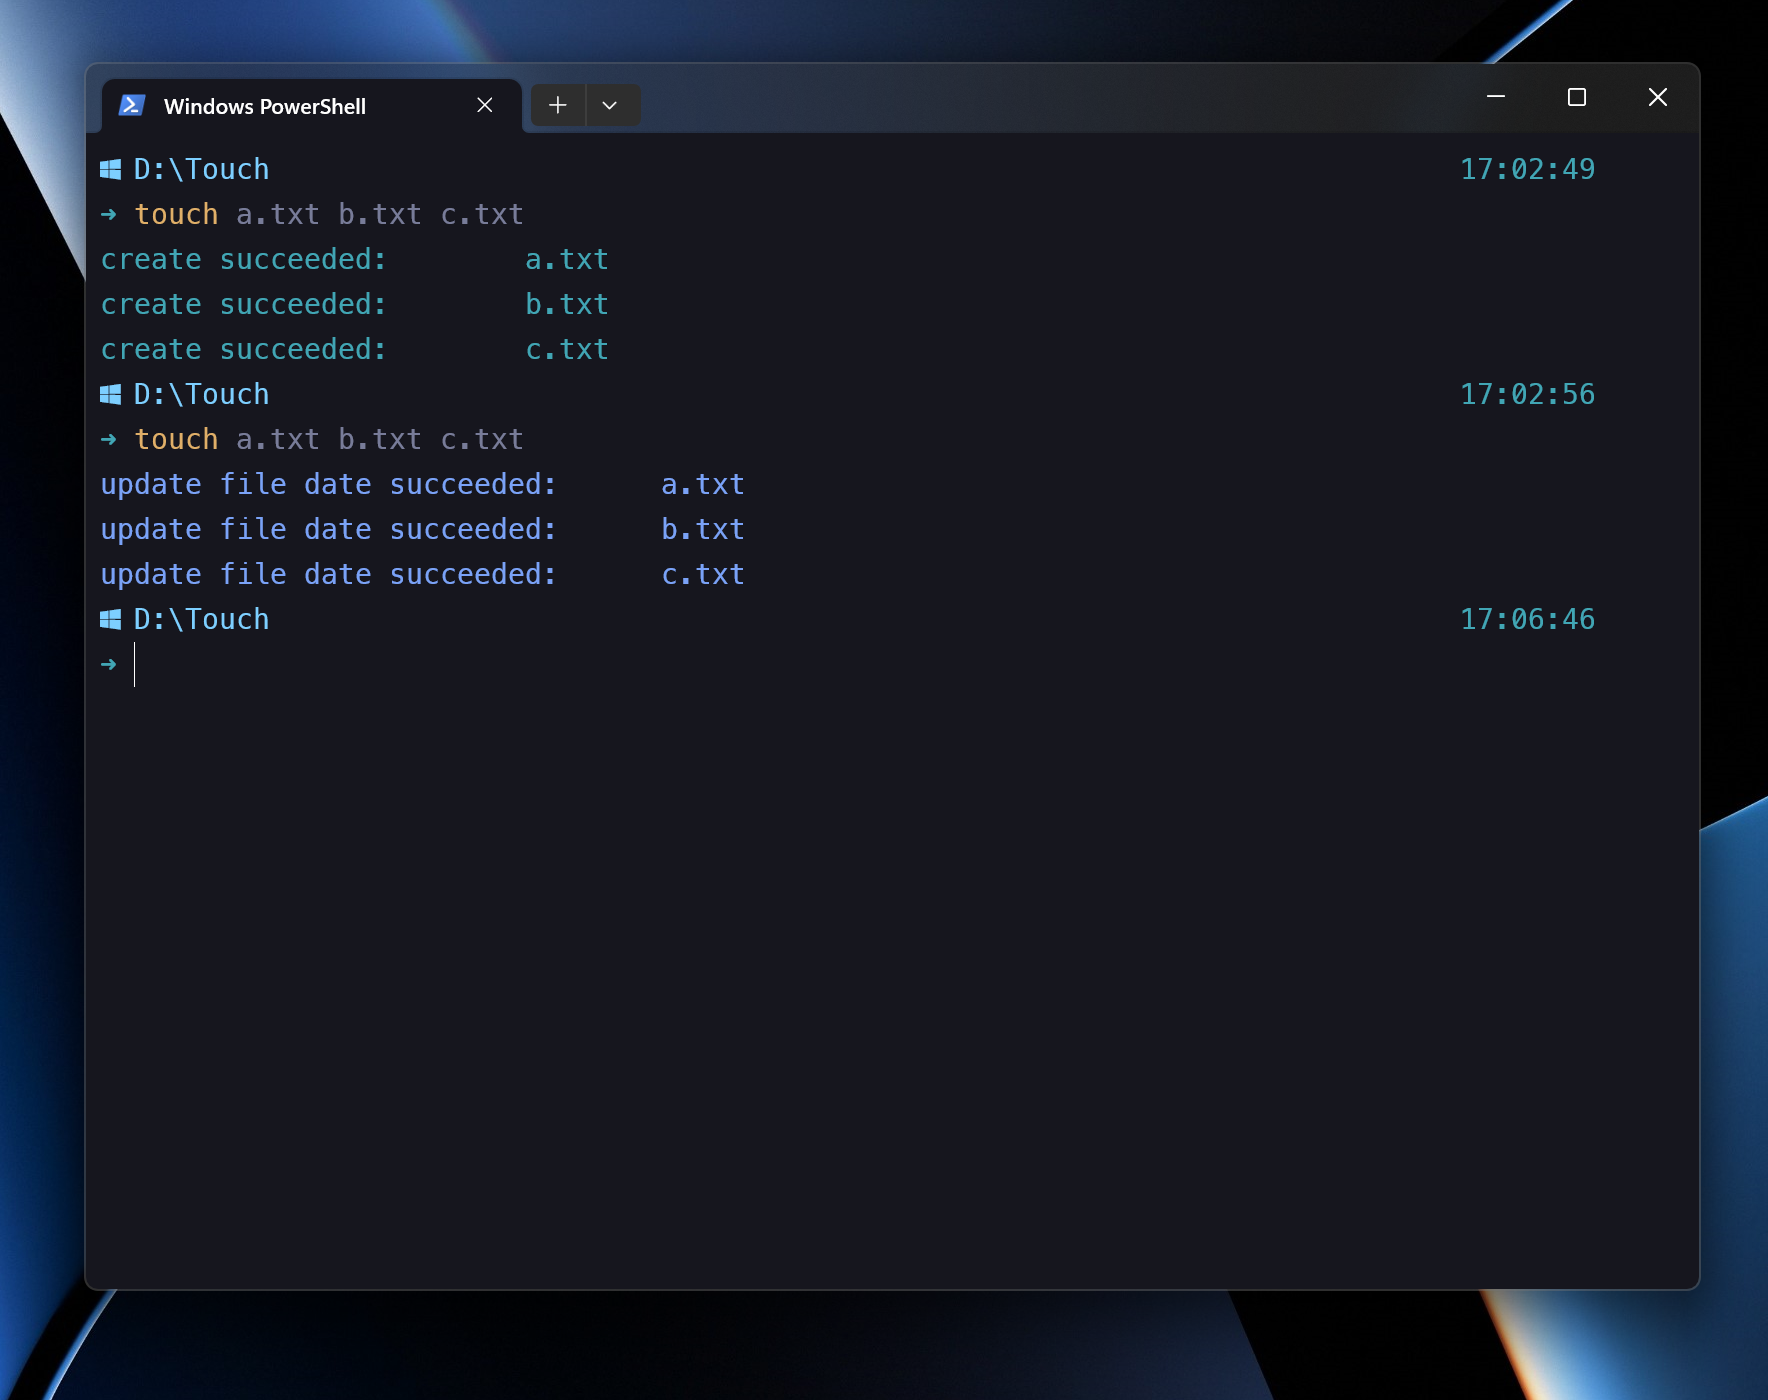 Windows PowerShell
D:\Touch 17:02:49
➜ touch a.txt b.txt c.txt
create succeeded: a.txt
create succeeded: b.txt
create succeeded: c.txt
D:\Touch 17:02:56
➜ touch a.txt b.txt c.txt
update file date succeeded: a.txt
update file date succeeded: b.txt
update file date succeeded: c.txt
D:\Touch 17:06:46
➜